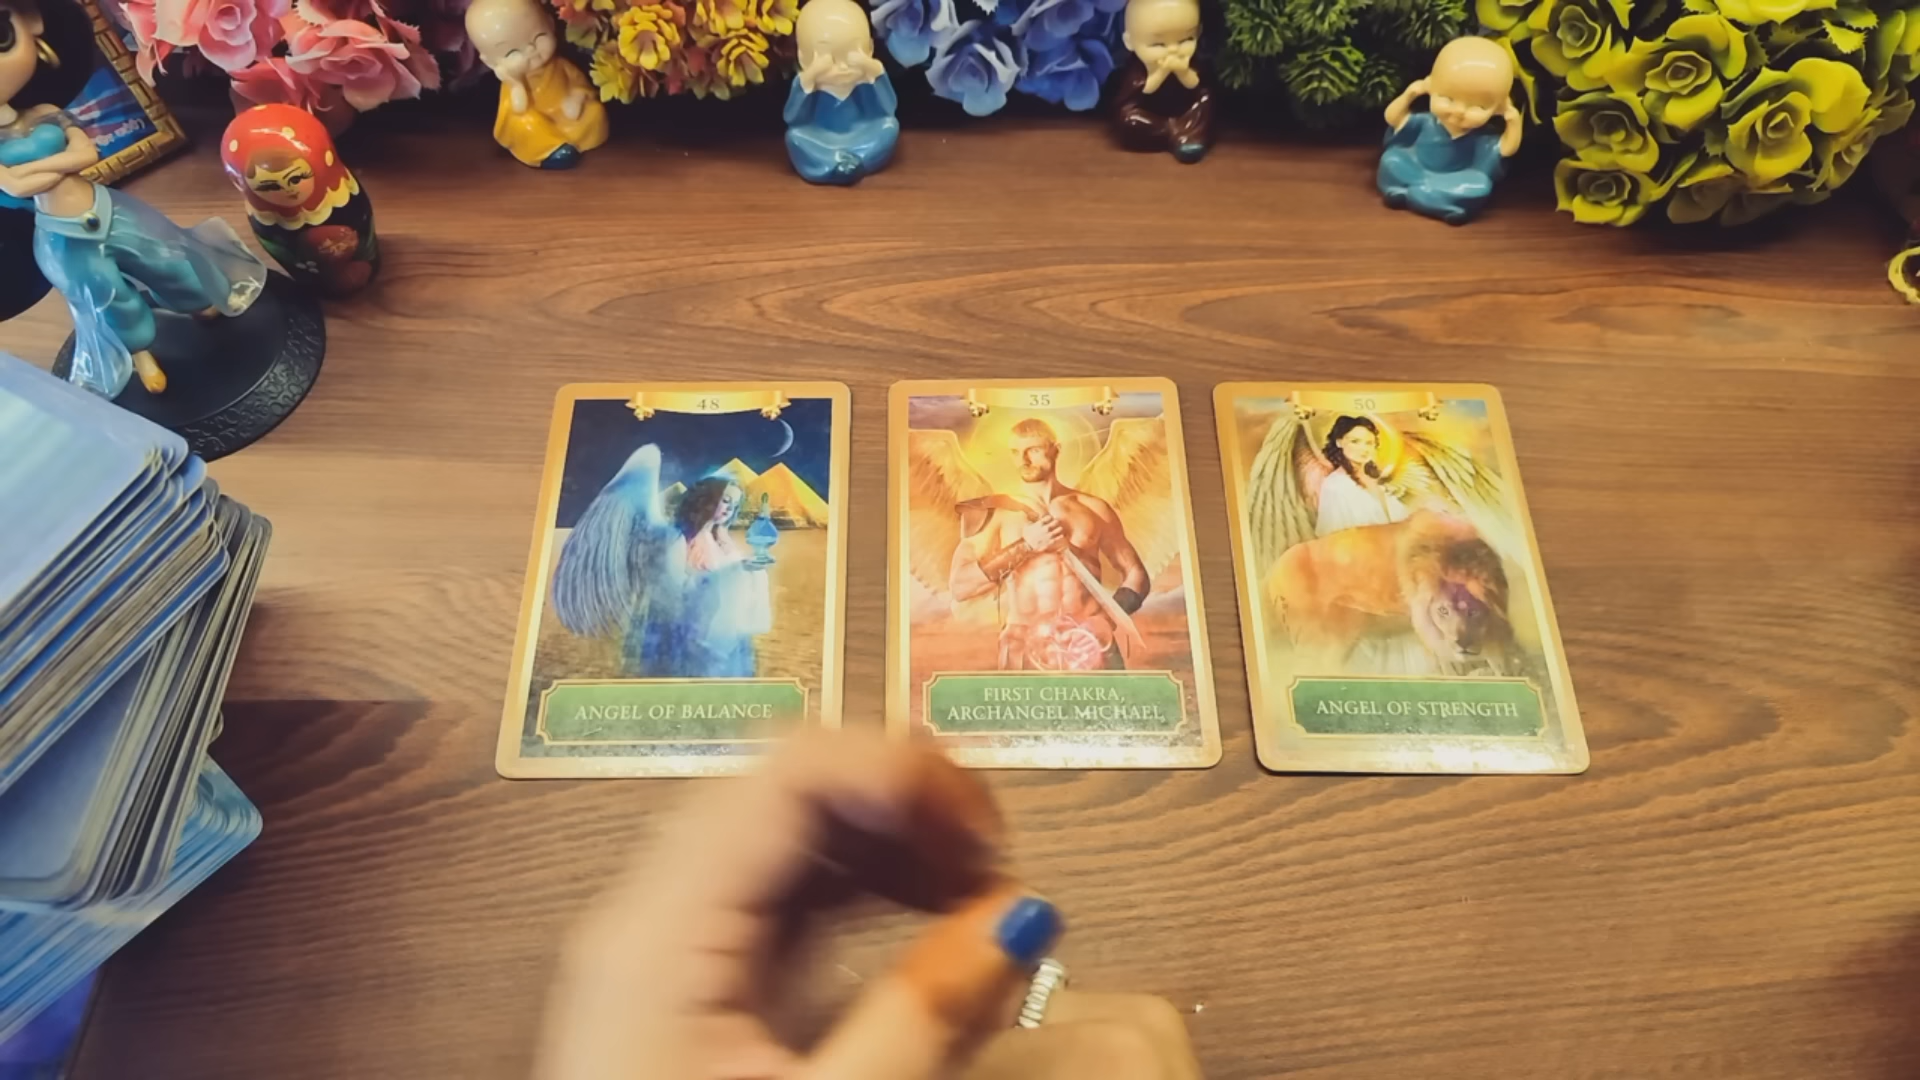 48
ANGEL OF BALANCE
35
FIRST CHAKRA,
ARCHANGEL MICHAEL
50
ANGEL OF STRENGTH